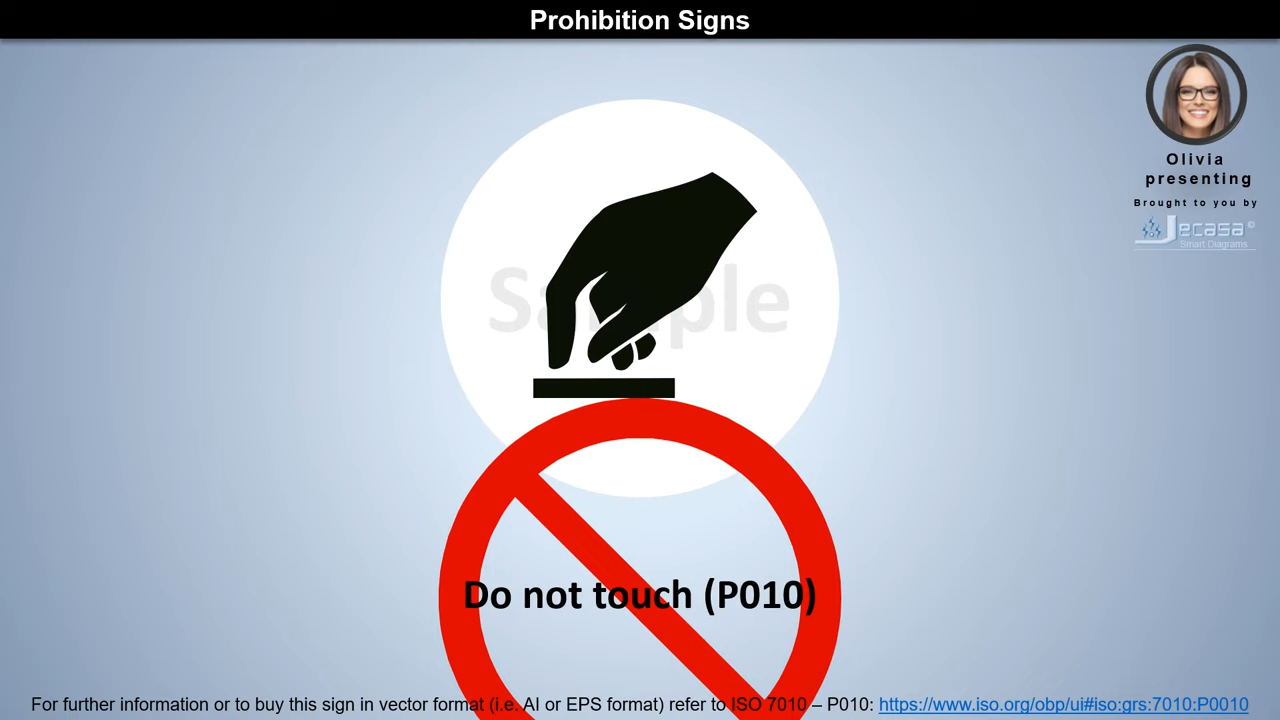 Prohibition Signs
Olivia
presenting
Brought to you by
Jecasa©
Smart Diagrams
Sample
Do not touch (P010)
For further information or to buy this sign in vector format (i.e. AI or EPS format) refer to ISO 7010 – P010: https://www.iso.org/obp/ui#iso:grs:7010:P0010